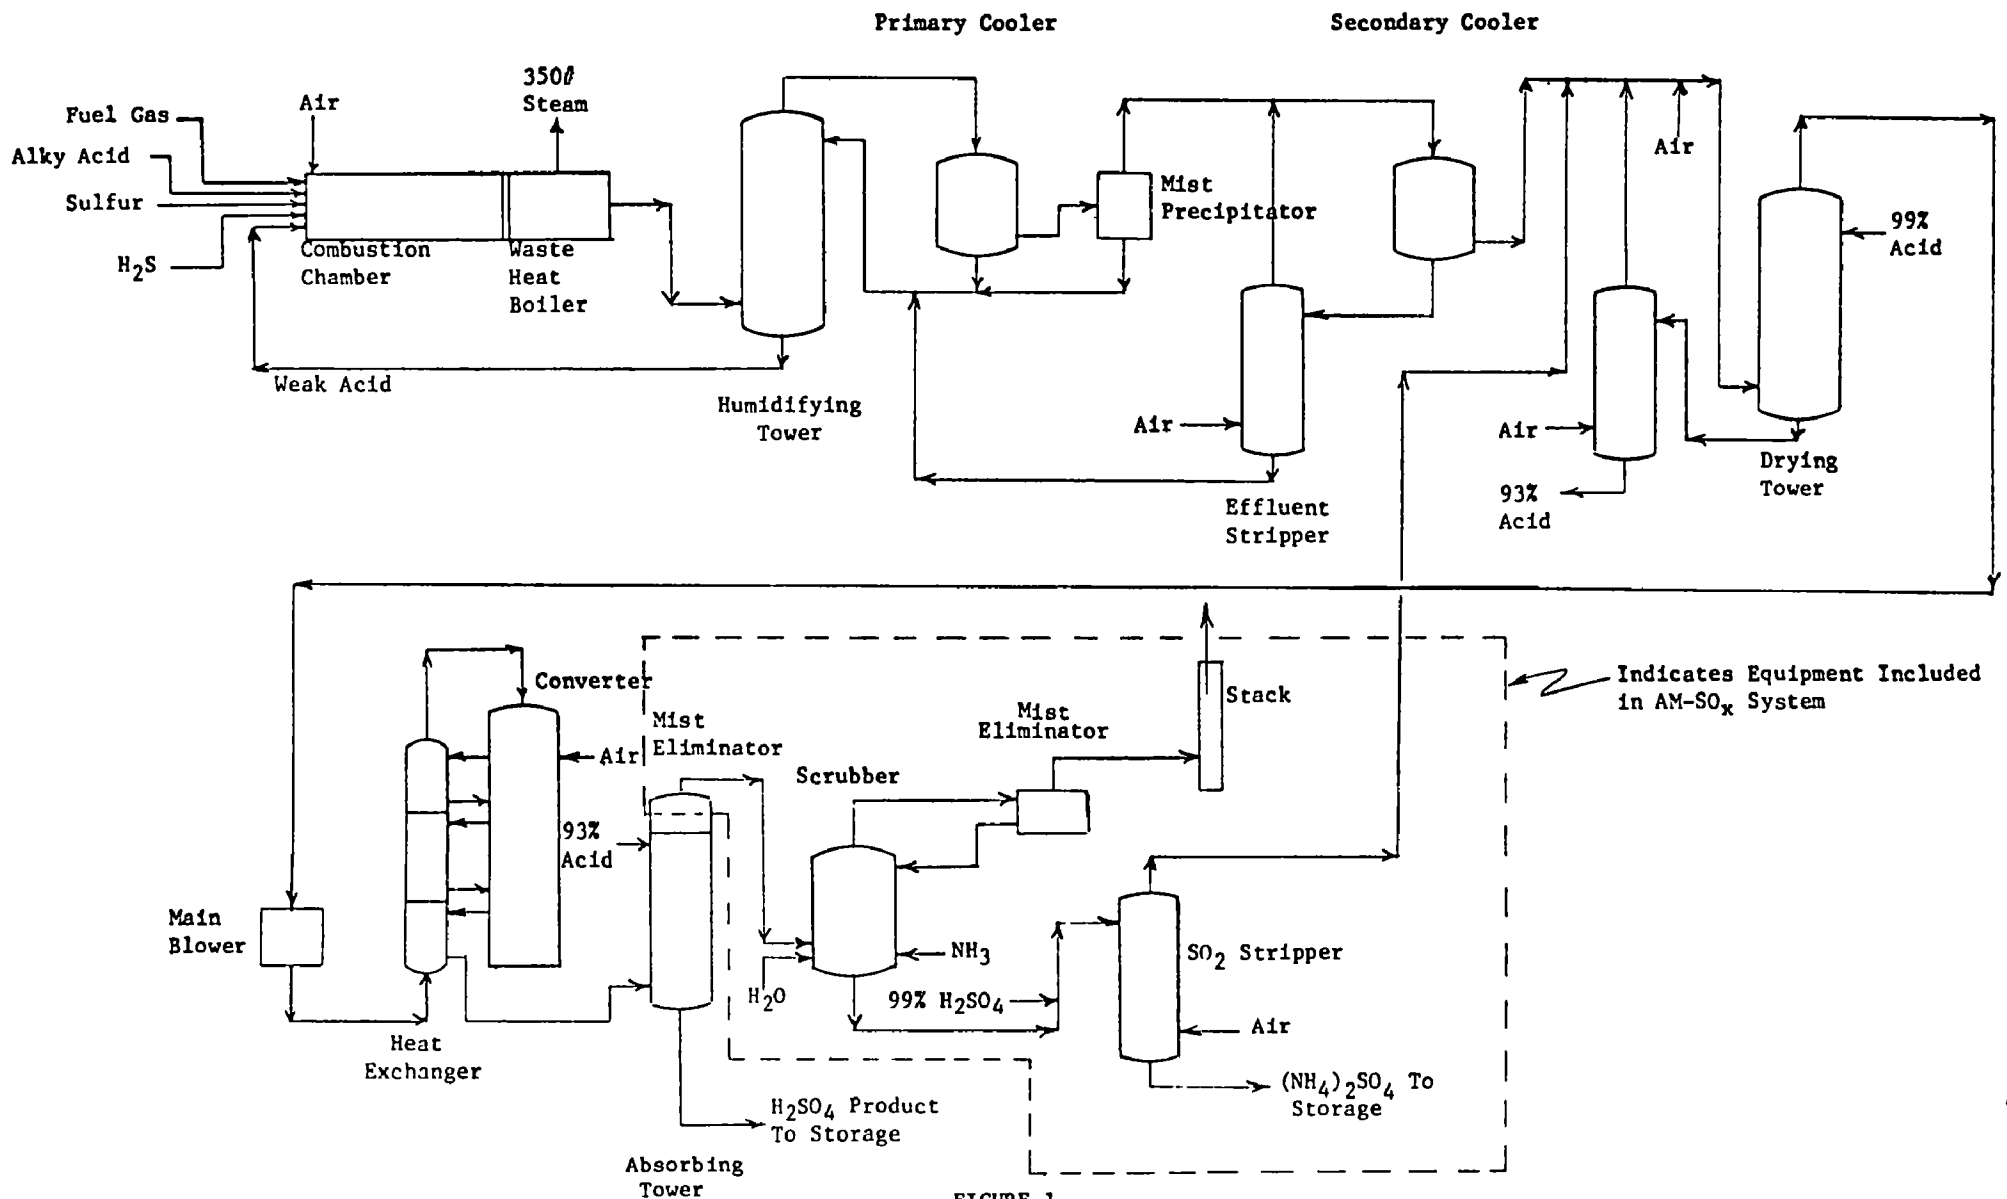 Primary Cooler
Secondary Cooler
Fuel Gas
Air
350#
Steam
Alky Acid
Sulfur
H2S
Combustion
Chamber
Waste
Heat
Boiler
Weak Acid
Humidifying
Tower
Mist
Precipitator
Air
Effluent
Stripper
Air
Air
93%
Acid
99%
Acid
Drying
Tower
Converter
Air
Mist
Eliminator
Scrubber
Mist
Eliminator
Stack
Indicates Equipment Included
in AM-SOx System
93%
Acid
Main
Blower
Heat
Exchanger
H2O
NH3
99% H2SO4
SO2 Stripper
Air
(NH4)2SO4 To
Storage
H2SO4 Product
To Storage
Absorbing
Tower
FIGURE 1